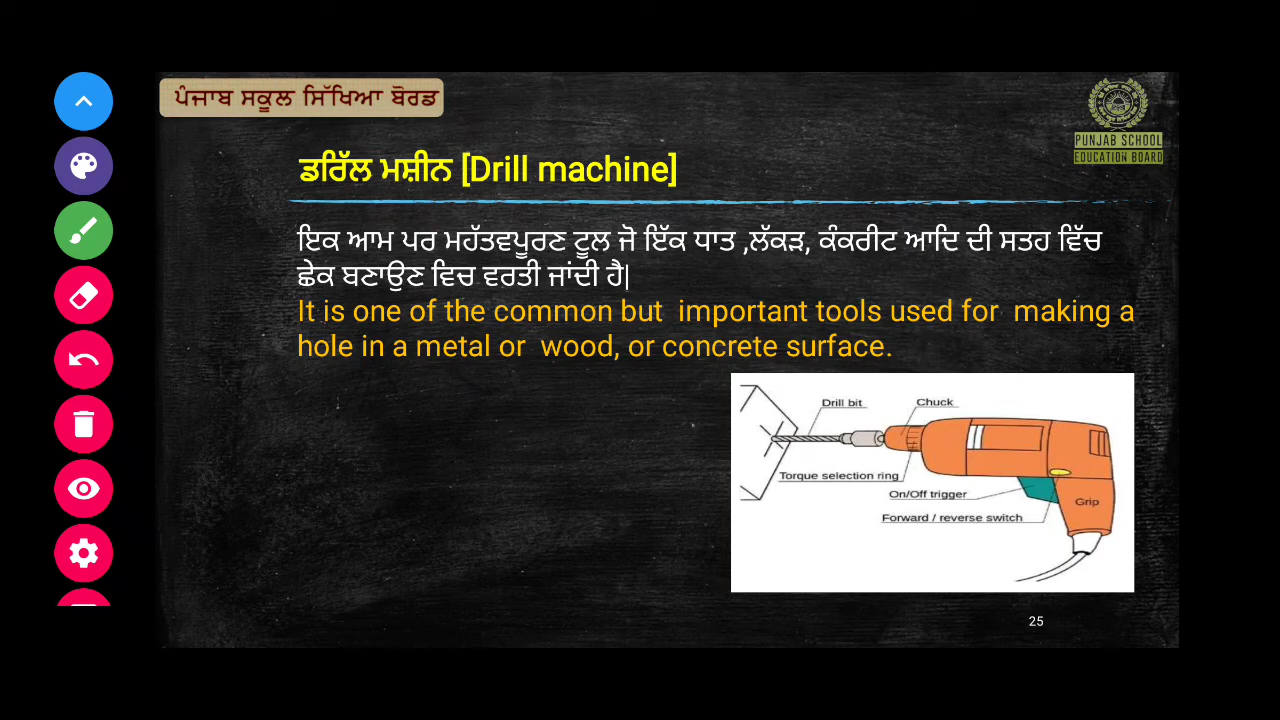 ਪੰਜਾਬ ਸਕੂਲ ਸਿੱਖਿਆ ਬੋਰਡ
PUNJAB SCHOOL
EDUCATION BOARD
ਡਰਿੱਲ ਮਸ਼ੀਨ [Drill machine]
ਇਕ ਆਮ ਪਰ ਮਹੱਤਵਪੂਰਣ ਟੂਲ ਜੋ ਇੱਕ ਧਾਤ ,ਲੱਕੜ, ਕੰਕਰੀਟ ਆਦਿ ਦੀ ਸਤਹ ਵਿੱਚ
ਛੇਕ ਬਣਾਉਣ ਵਿਚ ਵਰਤੀ ਜਾਂਦੀ ਹੈ|
It is one of the common but important tools used for making a
hole in a metal or wood, or concrete surface.
Drill bit
Chuck
Torque selection ring
On/Off trigger
Grip
Forward / reverse switch
25